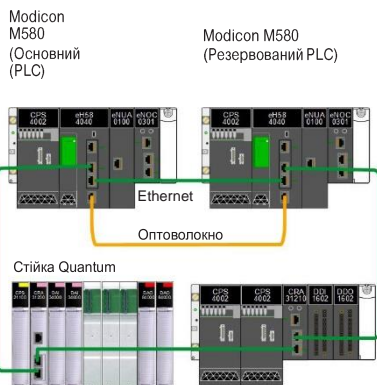 Modicon
M580
(Основний
(PLC)
Modicon M580
(Резервований PLC)
CPS
4002
eH58
4040
eNUA
0100
eNOC
0301
CPS
4002
eH58
4040
eNUA
0100
eNOC
0301
Ethernet
Оптоволокно
Стійка Quantum
CRA
31200
CPS
4002
CPS
4002
CRA
31210
DDI
1602
DDO
1602